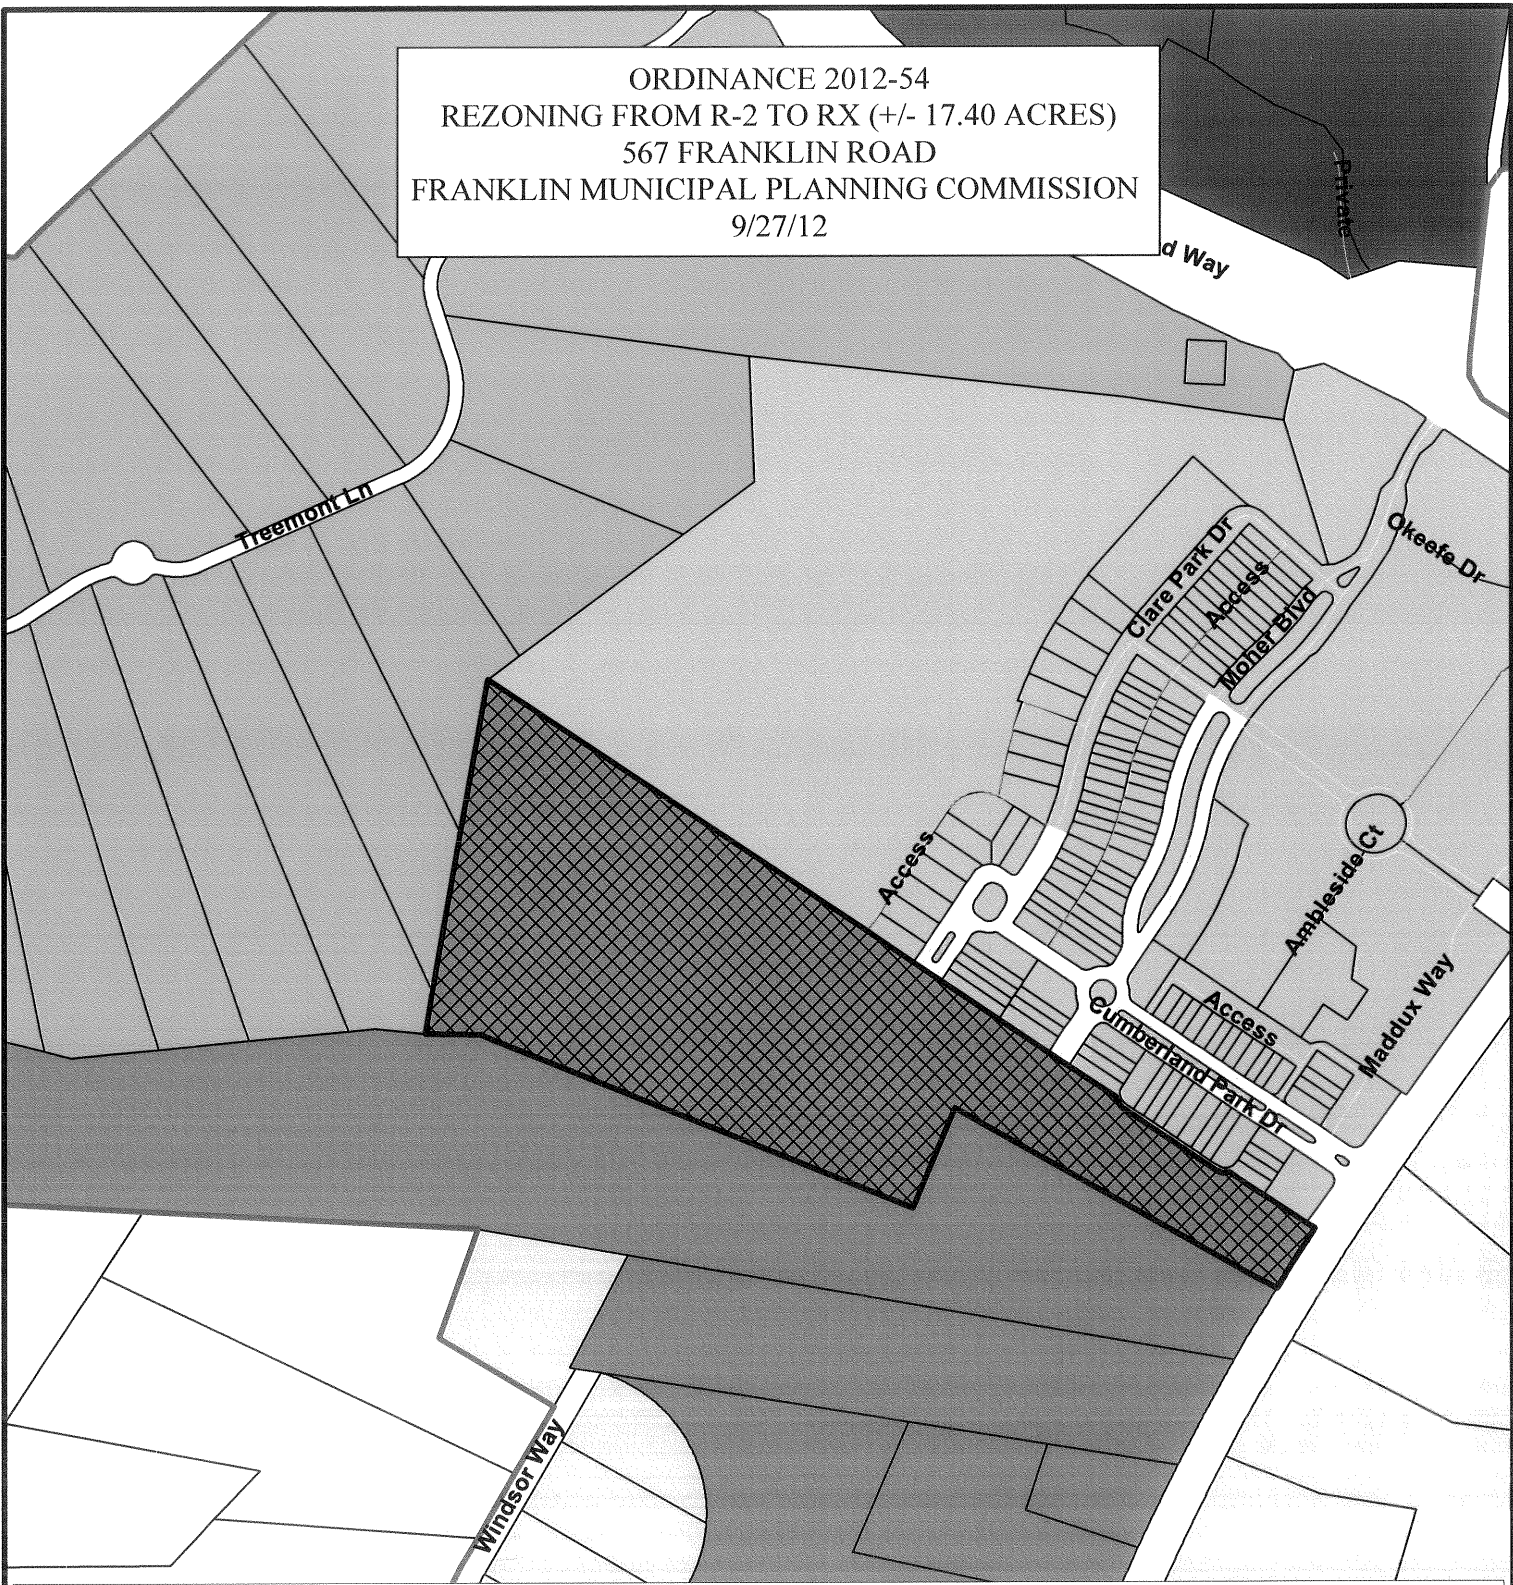 ORDINANCE 2012-54
REZONING FROM R-2 TO RX (+/- 17.40 ACRES)
567 FRANKLIN ROAD
FRANKLIN MUNICIPAL PLANNING COMMISSION
9/27/12
Private
d Way
Treemont Ln
Okeefe Dr
Clare Park Dr
Access
Moher Blvd
Access
Ambleside Ct
Maddux Way
Access
Cumberland Park Dr
Windsor Way